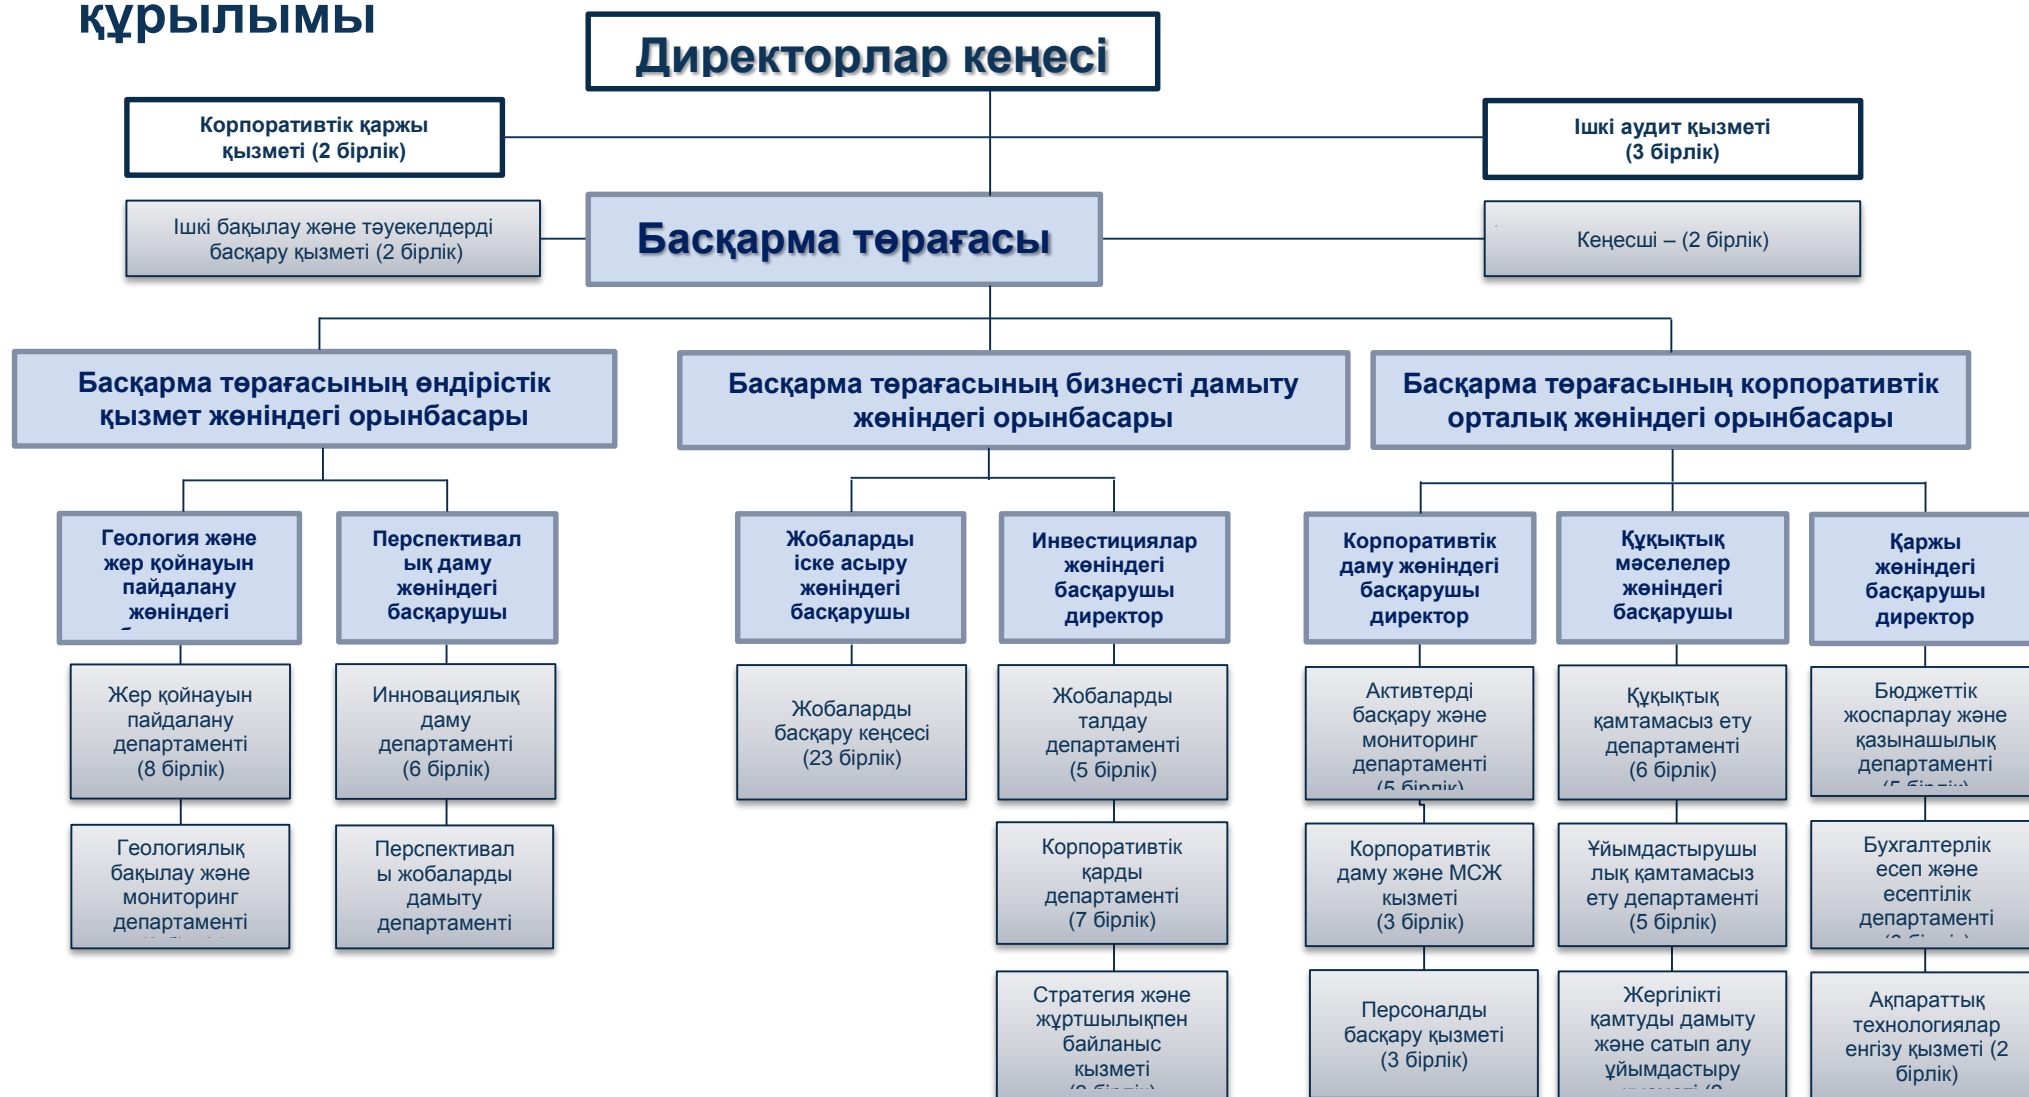 құрылымы
Директорлар кеңесі
Корпоративтік қаржы
қызметі (2 бірлік)
Ішкі аудит қызметі
(3 бірлік)
Ішкі бақылау және тәуекелдерді
басқару қызметі (2 бірлік)
Басқарма төрағасы
Кеңесші – (2 бірлік)
Басқарма төрағасының өндірістік
қызмет жөніндегі орынбасары
Басқарма төрағасының бизнесті дамыту
жөніндегі орынбасары
Басқарма төрағасының корпоративтік
орталық жөніндегі орынбасары
Геология және
жер қойнауын
пайдалану
жөніндегі
Перспектива́л
ық даму
жөніндегі
басқарушы
Жобаларды
іске асыру
жөніндегі
басқарушы
Инвестициялар
жөніндегі
басқарушы
директор
Корпоративтік
даму жөніндегі
басқарушы
директор
Құқықтық
мәселелер
жөніндегі
басқарушы
Қаржы
жөніндегі
басқарушы
директор
Жер қойнауын
пайдалану
департаменті
(8 бірлік)
Инновациялық
даму
департаменті
(6 бірлік)
Жобаларды
басқару кеңсесі
(23 бірлік)
Жобаларды
талдау
департаменті
(5 бірлік)
Активтерді
басқару және
мониторинг
департаменті
(5 бірлік)
Құқықтық
қамтамасыз ету
департаменті
(6 бірлік)
Бюджеттік
жоспарлау және
қазынашылық
департаменті
Геологиялық
бақылау және
мониторинг
департаменті
Перспектива́л
ы жобаларды
дамыту
департаменті
Корпоративтік
қарды
департаменті
(7 бірлік)
Корпоративтік
даму және МСЖ
кызметі
(3 бірлік)
Ұйымдастырушы
лық қамтамасыз
ету департаменті
(5 бірлік)
Бухгалтерлік
есеп және
есептілік
департаменті
Стратегия және
жұртшылықпен
байланыс
кызметі
Персоналды
басқару қызметі
(3 бірлік)
Жергілікті
қамтуды дамыту
және сатып алу
ұйымдастыру
Ақпараттық
технологиялар
енгізу қызметі (2
бірлік)